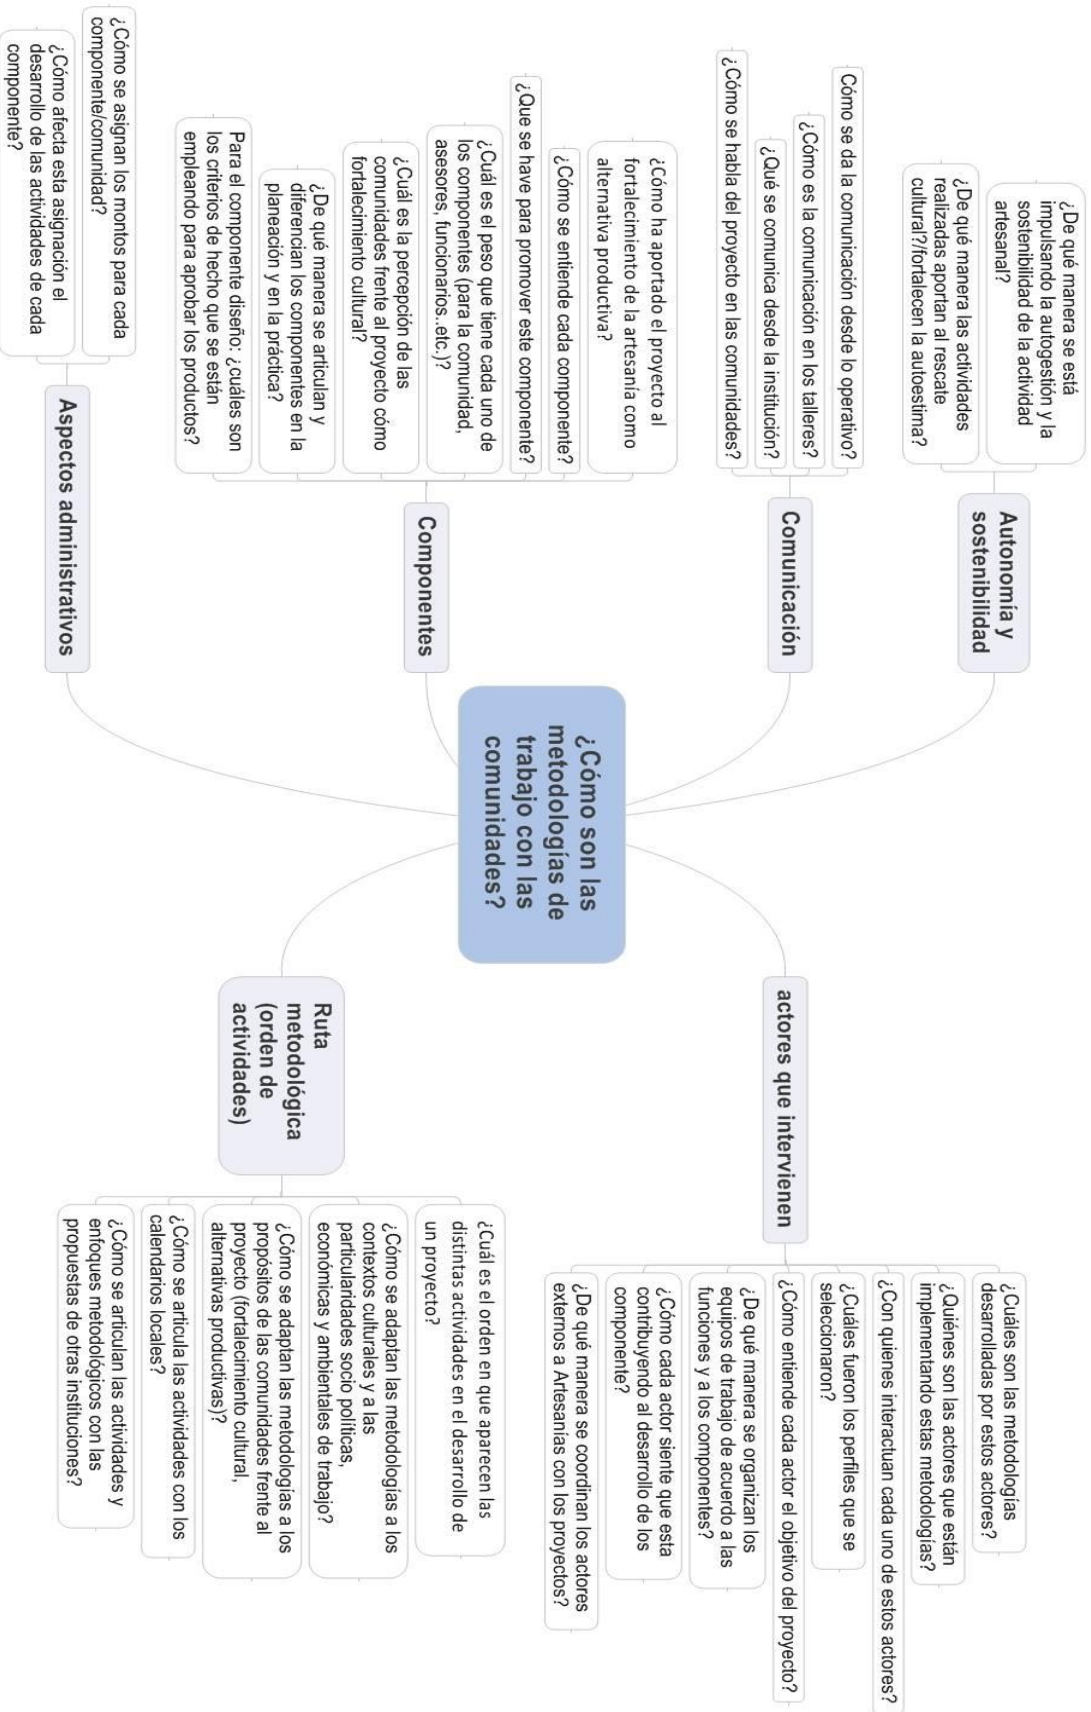 ¿Cómo son las
metodologías de
trabajo con las
comunidades?
Autonomía y
sostenibilidad
¿De qué manera se está
impulsando la autogestión y la
sostenibilidad de la actividad
artesanal?
¿De qué manera las actividades
realizadas aportan al rescate
cultural?/fortalecen la autoestima?
Comunicación
Cómo se da la comunicación desde lo operativo?
¿Cómo es la comunicación en los talleres?
¿Qué se comunica desde la institución?
¿Cómo se habla del proyecto en las comunidades?
Componentes
¿Cómo ha aportado el proyecto al
fortalecimiento de la artesanía como
alternativa productiva?
¿Cómo se entiende cada componente?
¿Que se have para promover este componente?
¿Cuál es el peso que tiene cada uno de
los componentes (para la comunidad,
asesores, funcionarios..etc.)?
¿Cuál es la percepción de las
comunidades frente al proyecto cómo
fortalecimiento cultural?
¿De qué manera se articulan y
diferencian los componentes en la
planeación y en la práctica?
Para el componente diseño: ¿cuáles son
los criterios de hecho que se están
empleando para aprobar los productos?
Aspectos administrativos
¿Cómo se asignan los montos para cada
componente/comunidad?
¿Cómo afecta esta asignación el
desarrollo de las actividades de cada
componente?
actores que intervienen
¿Cuáles son las metodologías
desarrolladas por estos actores?
¿Quiénes son las actores que están
implementando estas metodologías?
¿Con quienes interactuan cada uno de estos actores?
¿Cuáles fueron los perfiles que se
seleccionaron?
¿Cómo entiende cada actor el objetivo del proyecto?
¿De qué manera se organizan los
equipos de trabajo de acuerdo a las
funciones y a los componentes?
¿Cómo cada actor siente que esta
contribuyendo al desarrollo de los
componente?
¿De qué manera se coordinan los actores
externos a Artesanías con los proyectos?
Ruta
metodológica
(orden de
actividades)
¿Cuál es el orden en que aparecen las
distintas actividades en el desarrollo de
un proyecto?
¿Cómo se adaptan las metodologías a los
contextos culturales y a las
particularidades socio políticas,
económicas y ambientales de trabajo?
¿Cómo se adaptan las metodologías a los
propósitos de las comunidades frente al
proyecto (fortalecimiento cultural,
alternativas productivas)?
¿Cómo se articula las actividades con los
calendarios locales?
¿Cómo se articulan las actividades y
enfoques metodológicos con las
propuestas de otras instituciones?